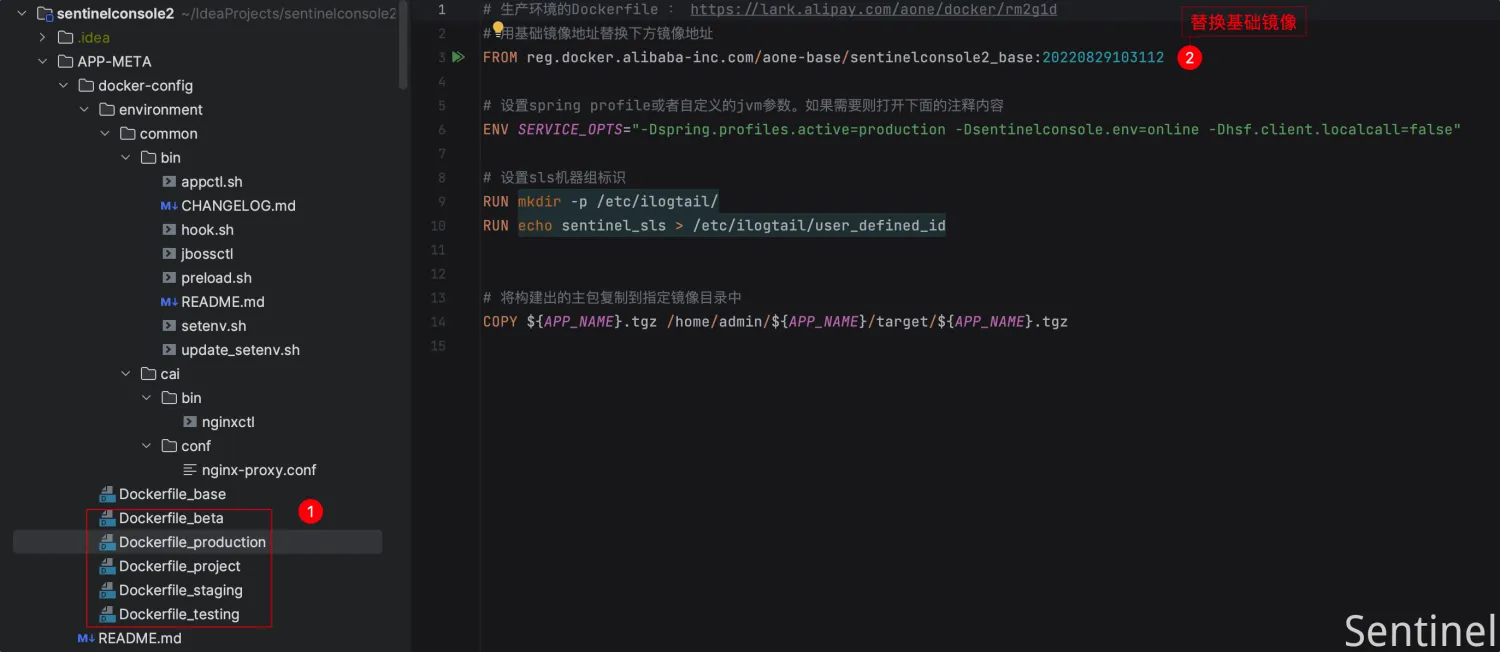 sentinelconsole2 ~/IdeaProjects/sentinelconsole2
.idea
APP-META
docker-config
environment
common
bin
appctl.sh
M↓ CHANGELOG.md
hook.sh
jbossctl
preload.sh
M↓ README.md
setenv.sh
update_setenv.sh
cai
bin
nginxctl
conf
nginx-proxy.conf
Dockerfile_base
1
Dockerfile_beta
Dockerfile_production
Dockerfile_project
Dockerfile_staging
Dockerfile_testing
M↓ README.md
1 # 生产环境的Dockerfile : https://lark.alipay.com/aone/docker/rm2g1d
替换基础镜像
2 # 用基础镜像地址替换下方镜像地址
3 FROM reg.docker.alibaba-inc.com/aone-base/sentinelconsole2_base:20220829103112 2
4
5 # 设置spring profile或者自定义的jvm参数。如果需要则打开下面的注释内容
6 ENV SERVICE_OPTS="-Dspring.profiles.active=production -Dsentinelconsole.env=online -Dhsf.client.localcall=false"
7
8 # 设置sls机器组标识
9 RUN mkdir -p /etc/ilogtail/
10 RUN echo sentinel_sls > /etc/ilogtail/user_defined_id
11
12
13 # 将构建出的主包复制到指定镜像目录中
14 COPY ${APP_NAME}.tgz /home/admin/${APP_NAME}/target/${APP_NAME}.tgz
15
Sentinel